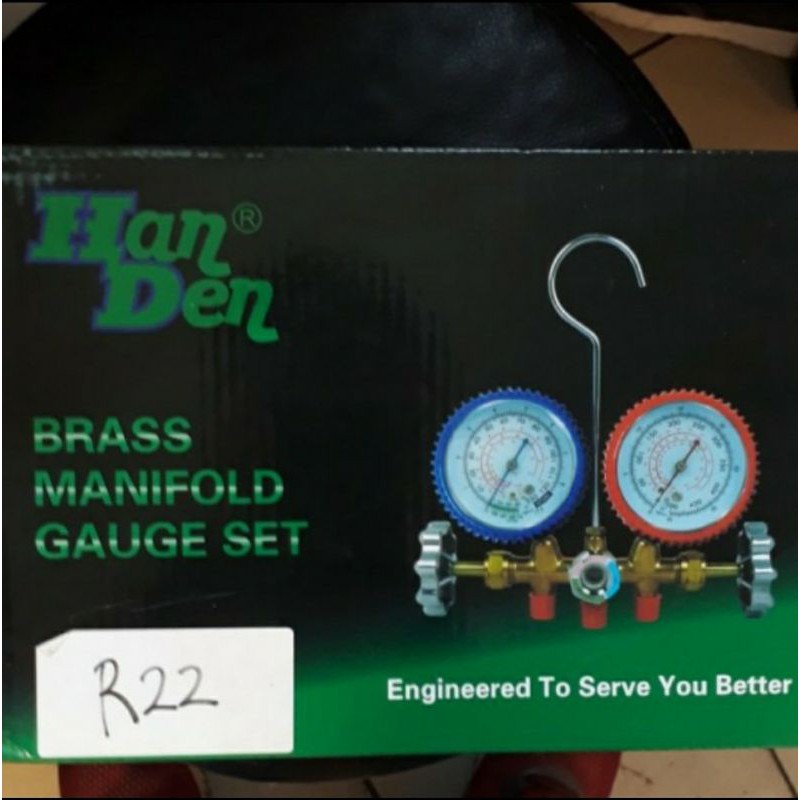 Han®
Den
BRASS
MANIFOLD
GAUGE SET
R22
Engineered To Serve You Better